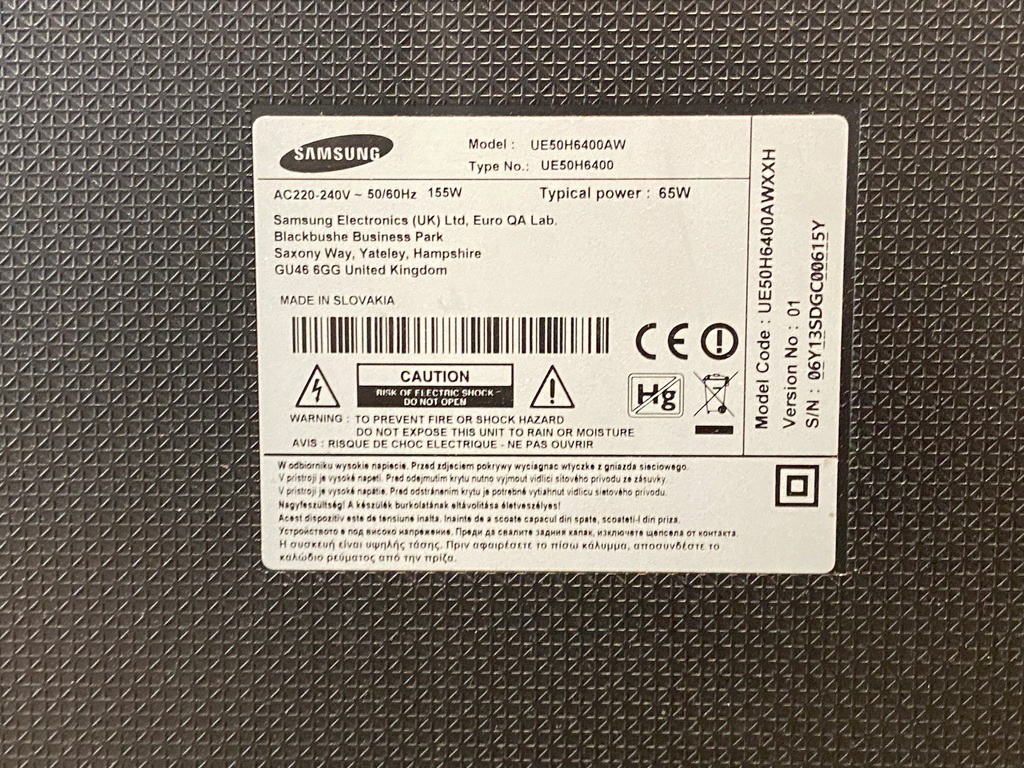 SAMSUNG
Model : UE50H6400AW
Type No.: UE50H6400
AC220-240V ~ 50/60Hz 155W
Typical power : 65W
Samsung Electronics (UK) Ltd, Euro QA Lab.
Blackbushe Business Park
Saxony Way, Yateley, Hampshire
GU46 6GG United Kingdom
MADE IN SLOVAKIA
CE
Hg
CAUTION
RISK OF ELECTRIC SHOCK
DO NOT OPEN
WARNING : TO PREVENT FIRE OR SHOCK HAZARD
DO NOT EXPOSE THIS UNIT TO RAIN OR MOISTURE
AVIS : RISQUE DE CHOC ELECTRIQUE - NE PAS OUVRIR
Model Code : UE50H6400AWWXXH
Version No : 01
S/N : 06Y13SDGC00615Y
W odbiorniku wysokie napiecie. Przed zdjeciem pokrywy wyciagnac wtyczke z gniazda sieciowego.
V pristroji je vysoké napeti. Pred odejmutim krytu nutno vyjmout vidlici sitového privodu ze zásuvky.
V prístroji je vysoké napätie. Pred odstránením krytu je potrebné vytiahnut vidlicu sietového prívodu.
Nagyfeszültség! A készülék burkolatának eltávolitása életveszélyes!
Acest dispozitiv este de tensiune inalta. Inainte de a scoate capacul din spate, scoateti-l din priza.
Устройството е под високо напрежение. Преди да свалите задния капак, изключете щепсела от контакта.
Η συσκευή είναι υψηλής τάσης. Πριν αφαιρέσετε το πίσω κάλυμμα, αποσυνδέστε το
καλώδιο ρεύματος από την πρίζα.